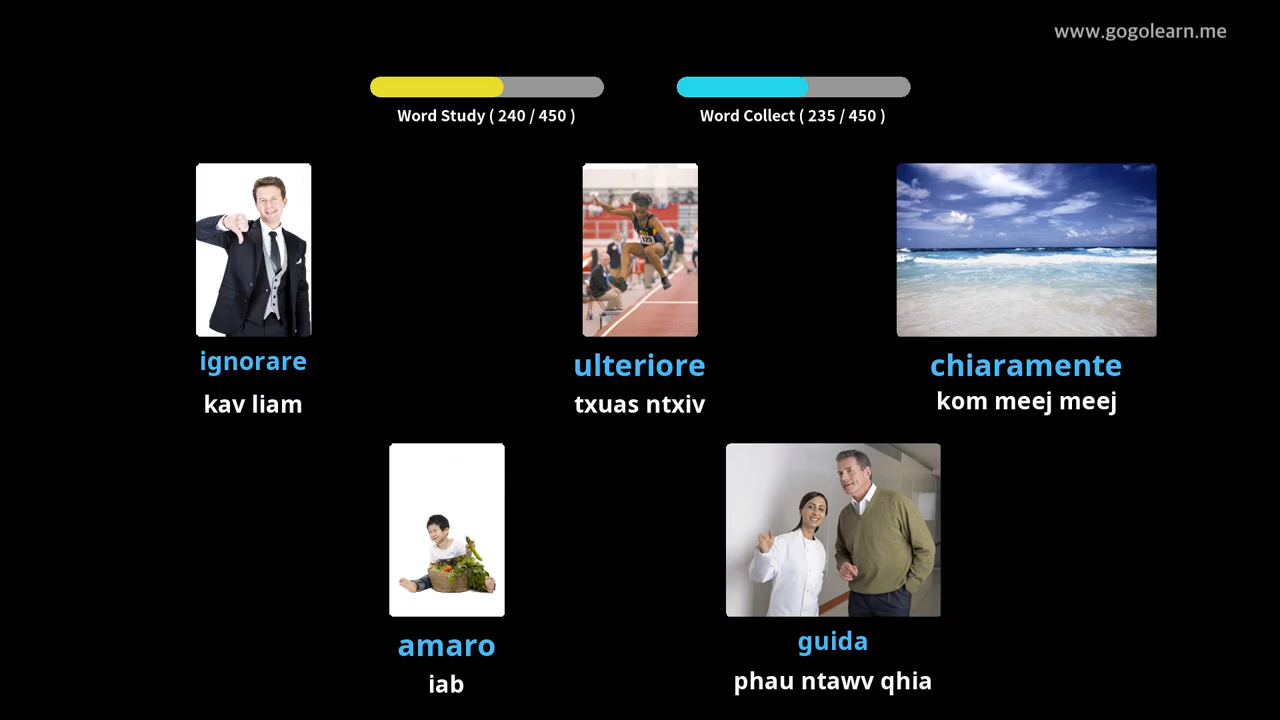 www.gogolearn.me
Word Study ( 240 / 450 )
Word Collect ( 235 / 450 )
ignorare
kav liam
ulteriore
txuas ntxiv
chiaramente
kom meej meej
amaro
iab
guida
phau ntawv qhia